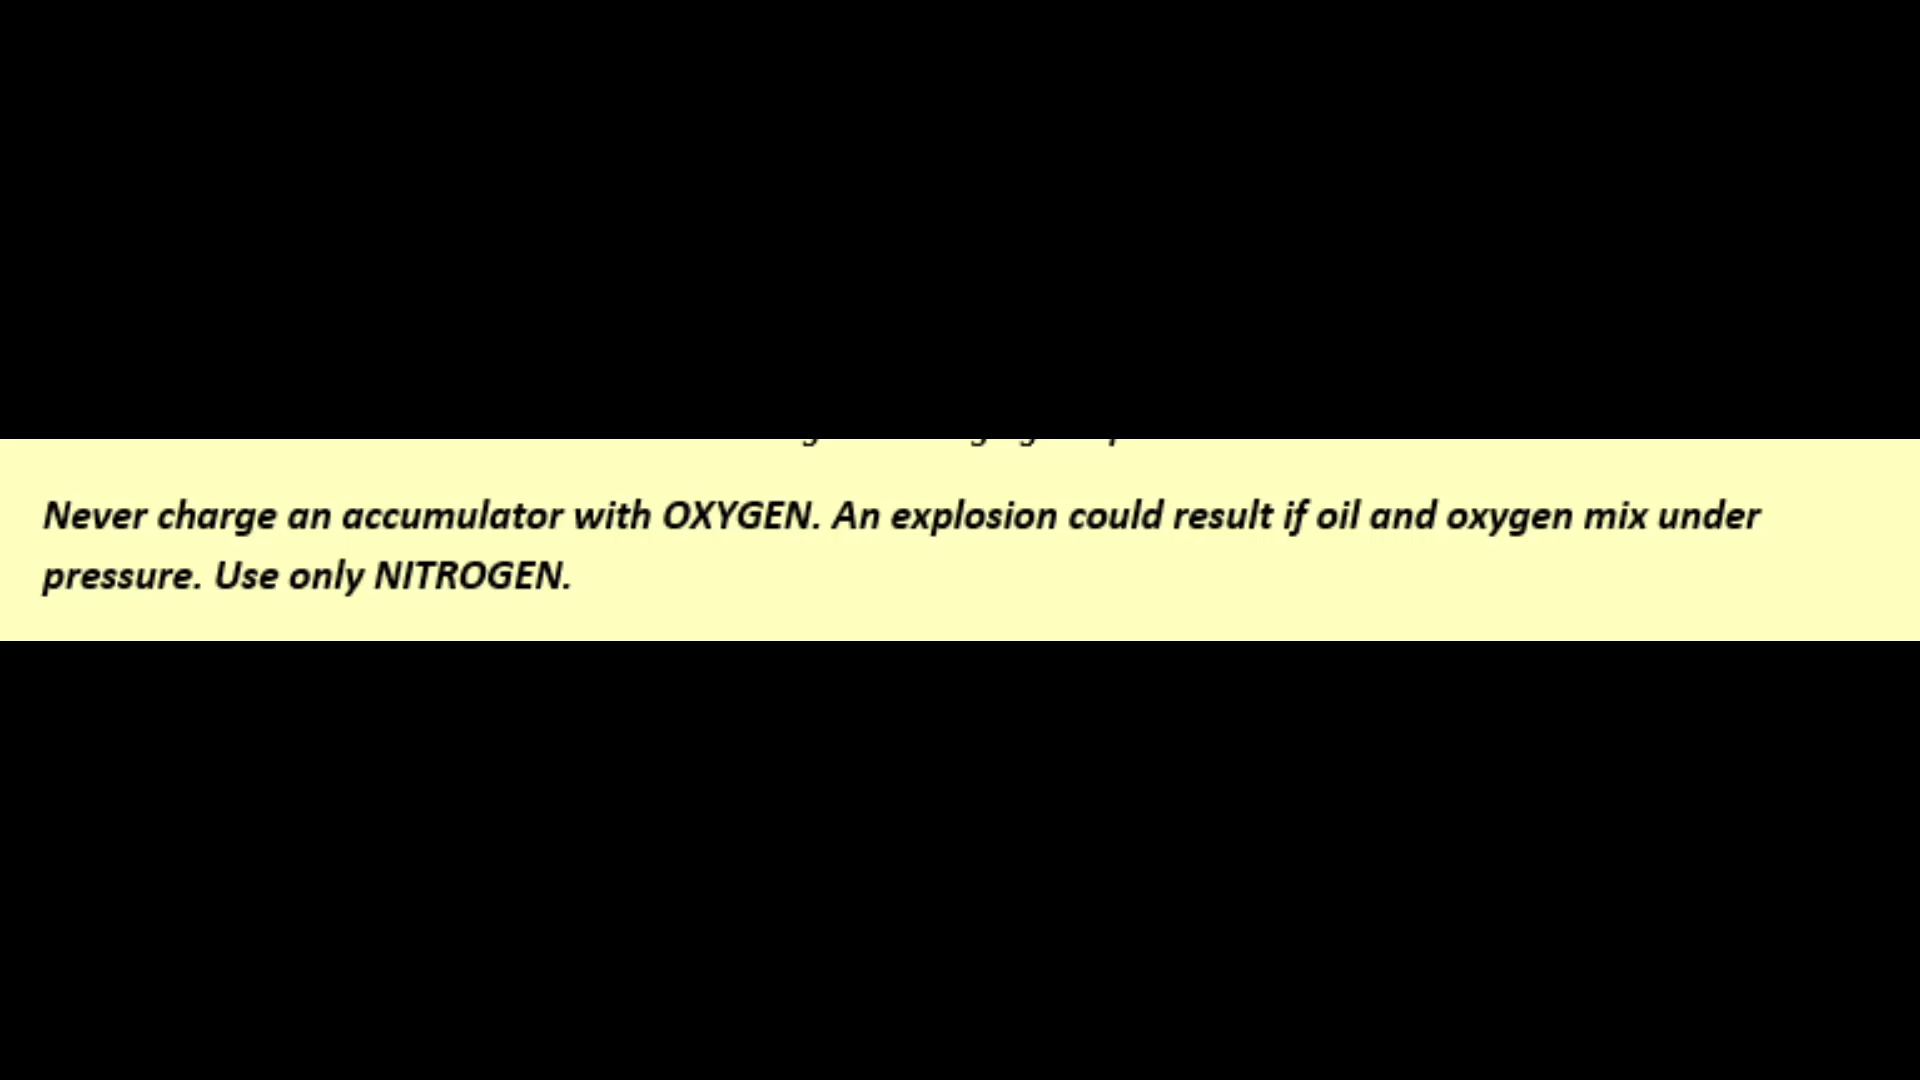 Never charge an accumulator with OXYGEN. An explosion could result if oil and oxygen mix under
pressure. Use only NITROGEN.